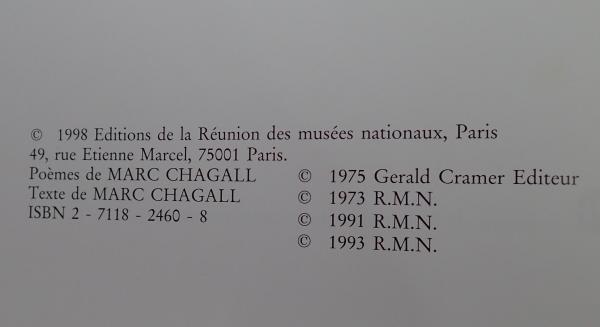 © 1998 Editions de la Réunion des musées nationaux, Paris
49, rue Etienne Marcel, 75001 Paris.
Poèmes de MARC CHAGALL © 1975 Gerald Cramer Editeur
Texte de MARC CHAGALL © 1973 R.M.N.
ISBN 2 - 7118 - 2460 - 8 © 1991 R.M.N.
© 1993 R.M.N.